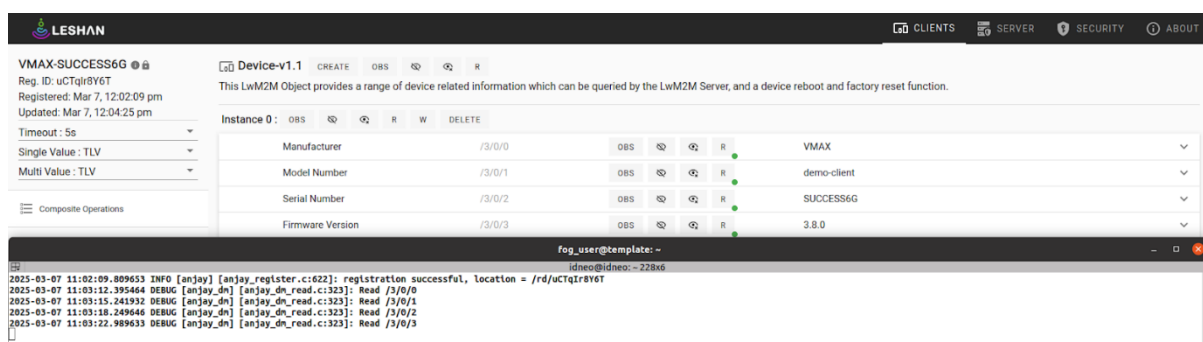 LESHΛN
CLIENTS SERVER SECURITY ABOUT
VMAX-SUCCESS6G
Reg. ID: uCTqIr8Y6T
Registered: Mar 7, 12:02:09 pm
Updated: Mar 7, 12:04:25 pm
Timeout : 5s
Single Value : TLV
Multi Value : TLV
Composite Operations
Device-v1.1 CREATE OBS R
This LwM2M Object provides a range of device related information which can be queried by the LwM2M Server, and a device reboot and factory reset function.
Instance 0 : OBS R W DELETE
Manufacturer /3/0/0 OBS R VMAX
Model Number /3/0/1 OBS R demo-client
Serial Number /3/0/2 OBS R SUCCESS6G
Firmware Version /3/0/3 OBS R 3.8.0
fog_user@template: ~
idneo@idneo: ~ 228x6
2025-03-07 11:02:09.809653 INFO [anjay] [anjay_register.c:622]: registration successful, location = /rd/uCTqIr8Y6T
2025-03-07 11:03:12.395464 DEBUG [anjay_dm] [anjay_dm_read.c:323]: Read /3/0/0
2025-03-07 11:03:15.241932 DEBUG [anjay_dm] [anjay_dm_read.c:323]: Read /3/0/1
2025-03-07 11:03:18.249646 DEBUG [anjay_dm] [anjay_dm_read.c:323]: Read /3/0/2
2025-03-07 11:03:22.989633 DEBUG [anjay_dm] [anjay_dm_read.c:323]: Read /3/0/3